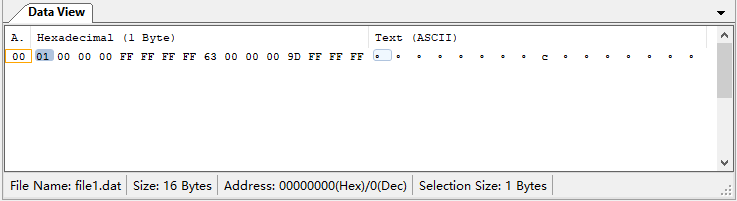 Data View
A. Hexadecimal (1 Byte) Text (ASCII)
00 01 00 00 00 FF FF FF FF 63 00 00 00 9D FF FF FF ∘ ∘ ∘ ∘ ∘ ∘ ∘ ∘ c ∘ ∘ ∘ ∘ ∘ ∘ ∘
File Name: file1.dat Size: 16 Bytes Address: 00000000(Hex)/0(Dec) Selection Size: 1 Bytes